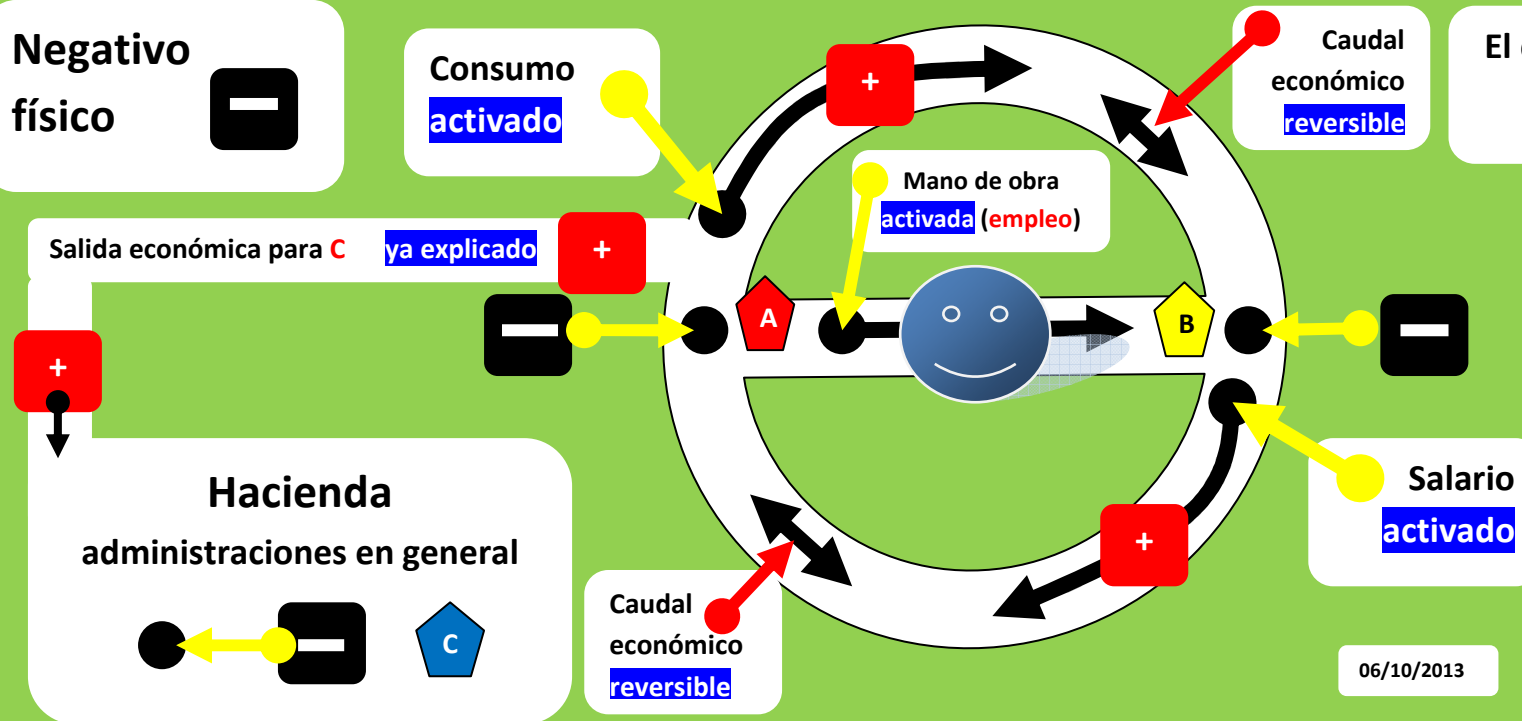 Negativo
físico
Consumo
activado
+
Caudal
económico
reversible
El
Mano de obra
activada (empleo)
Salida económica para C ya explicado
+
A
B
+
Hacienda
administraciones en general
C
Salario
activado
+
Caudal
económico
reversible
06/10/2013